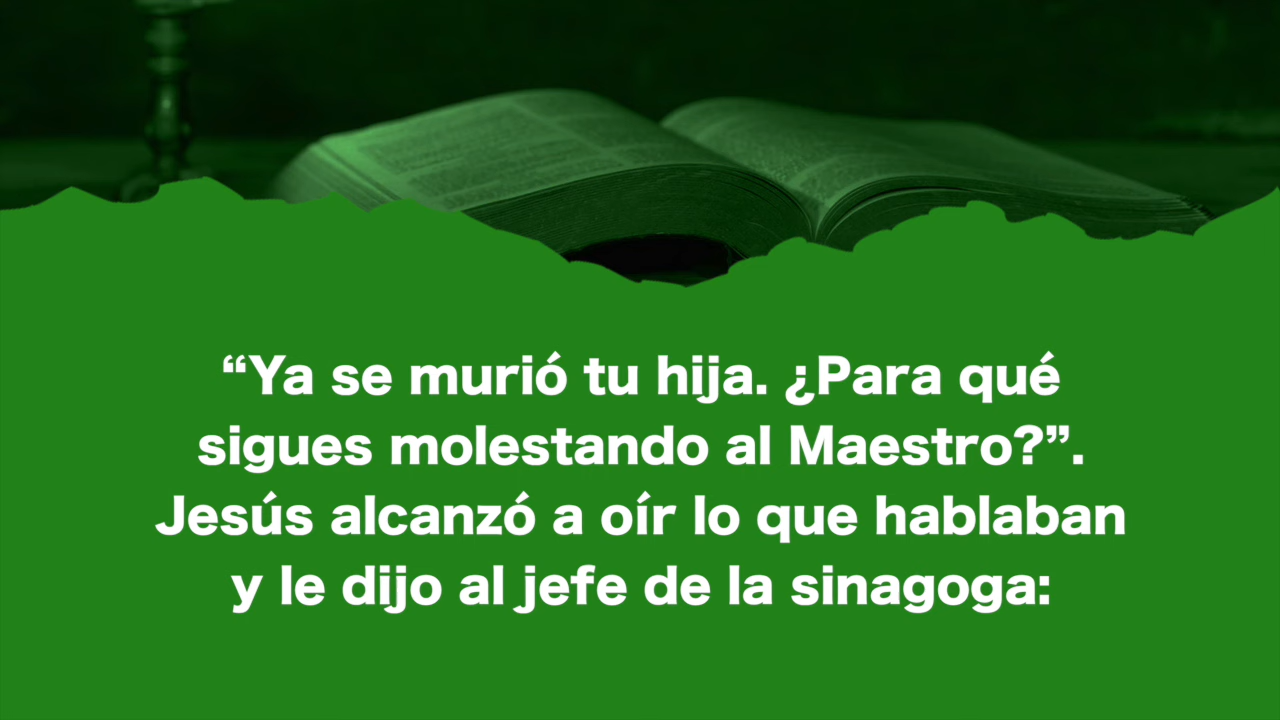 “Ya se murió tu hija. ¿Para qué
sigues molestando al Maestro?”.
Jesús alcanzó a oír lo que hablaban
y le dijo al jefe de la sinagoga: